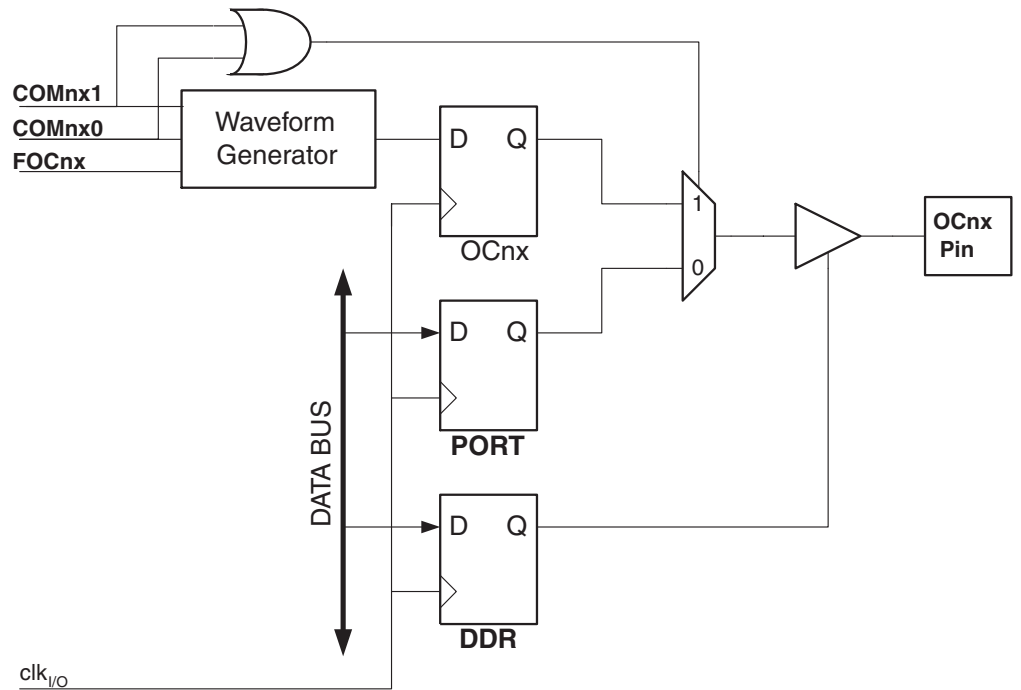 COMnx1
COMnx0
FOCnx
Waveform
Generator
D Q
OCnx
1
0
OCnx
Pin
D Q
PORT
DATA BUS
D Q
DDR
clkI/O